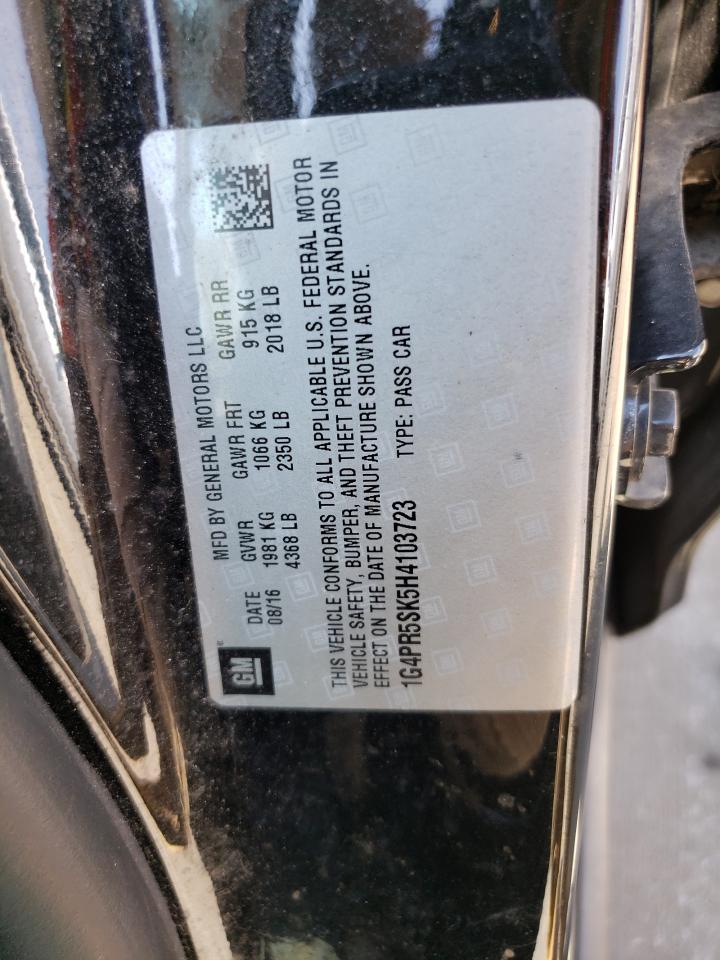 GM
MFD BY GENERAL MOTORS LLC
DATE GVWR GAWR FRT GAWR RR
08/16 1981 KG 1066 KG 915 KG
4368 LB 2350 LB 2018 LB
THIS VEHICLE CONFORMS TO ALL APPLICABLE U.S. FEDERAL MOTOR
VEHICLE SAFETY, BUMPER, AND THEFT PREVENTION STANDARDS IN
EFFECT ON THE DATE OF MANUFACTURE SHOWN ABOVE.
1G4PR5SK5H4103723 TYPE: PASS CAR